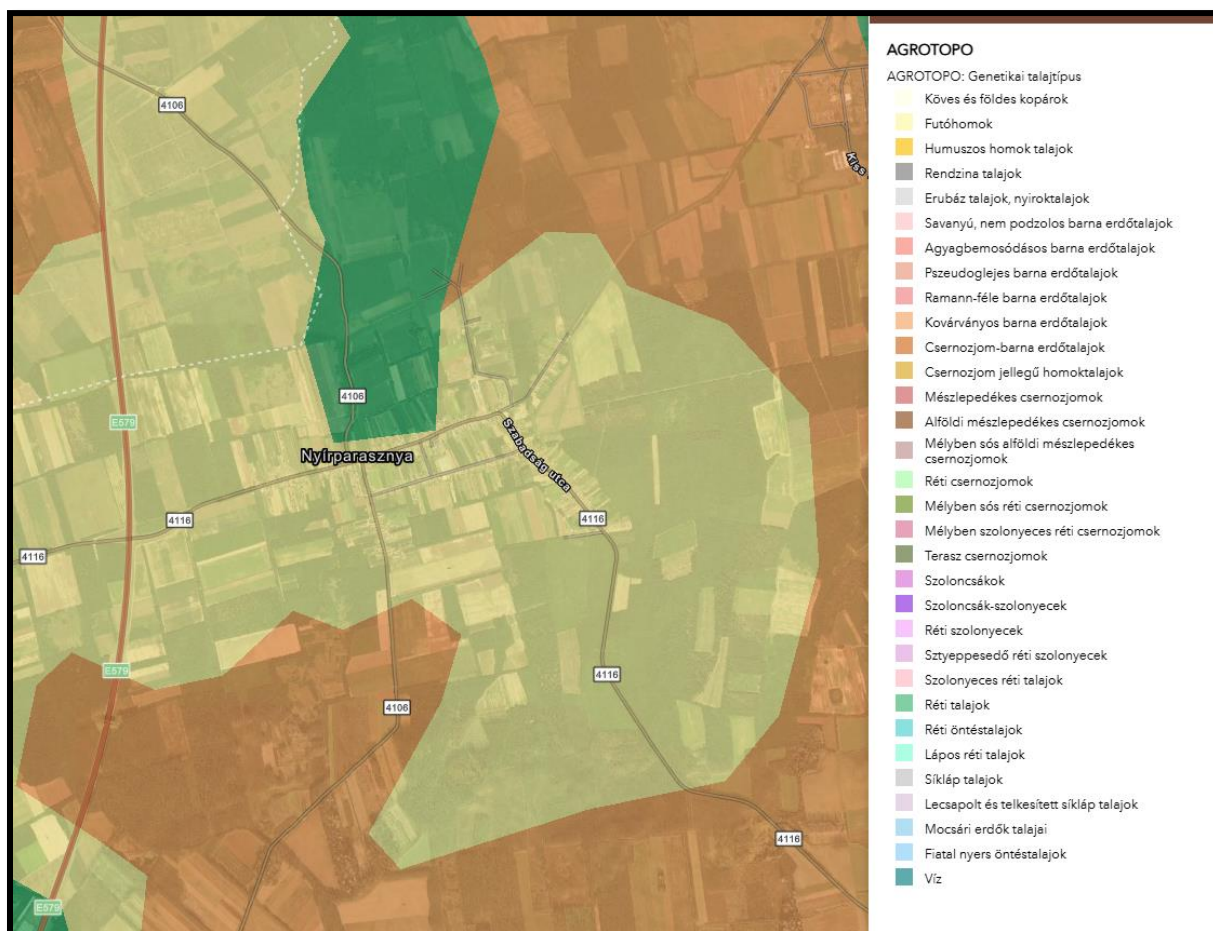 4106
4106
E579
Nyírparasznya
Szabadság utca
4116
4116
4116
E579
4116
4106
4116
E579
Kiss
AGROTOPO
AGROTOPO: Genetikai talajtípus
Köves és földes kopárok
Futóhomok
Humuszos homok talajok
Rendzina talajok
Erubáz talajok, nyiroktalajok
Savanyú, nem podzolos barna erdőtalajok
Agyagbemosódásos barna erdőtalajok
Pszeudoglejes barna erdőtalajok
Ramann-féle barna erdőtalajok
Kovárványos barna erdőtalajok
Csernozjom-barna erdőtalajok
Csernozjom jellegű homoktalajok
Mészlepedékes csernozjomok
Alföldi mészlepedékes csernozjomok
Mélyben sós alföldi mészlepedékes
csernozjomok
Réti csernozjomok
Mélyben sós réti csernozjomok
Mélyben szolonyeces réti csernozjomok
Terasz csernozjomok
Szoloncsákok
Szoloncsák-szolonyecek
Réti szolonyecek
Sztyeppesedő réti szolonyecek
Szolonyeces réti talajok
Réti talajok
Réti öntéstalajok
Lápos réti talajok
Síkláp talajok
Lecsapolt és telkesített síkláp talajok
Mocsári erdők talajai
Fiatal nyers öntéstalajok
Víz